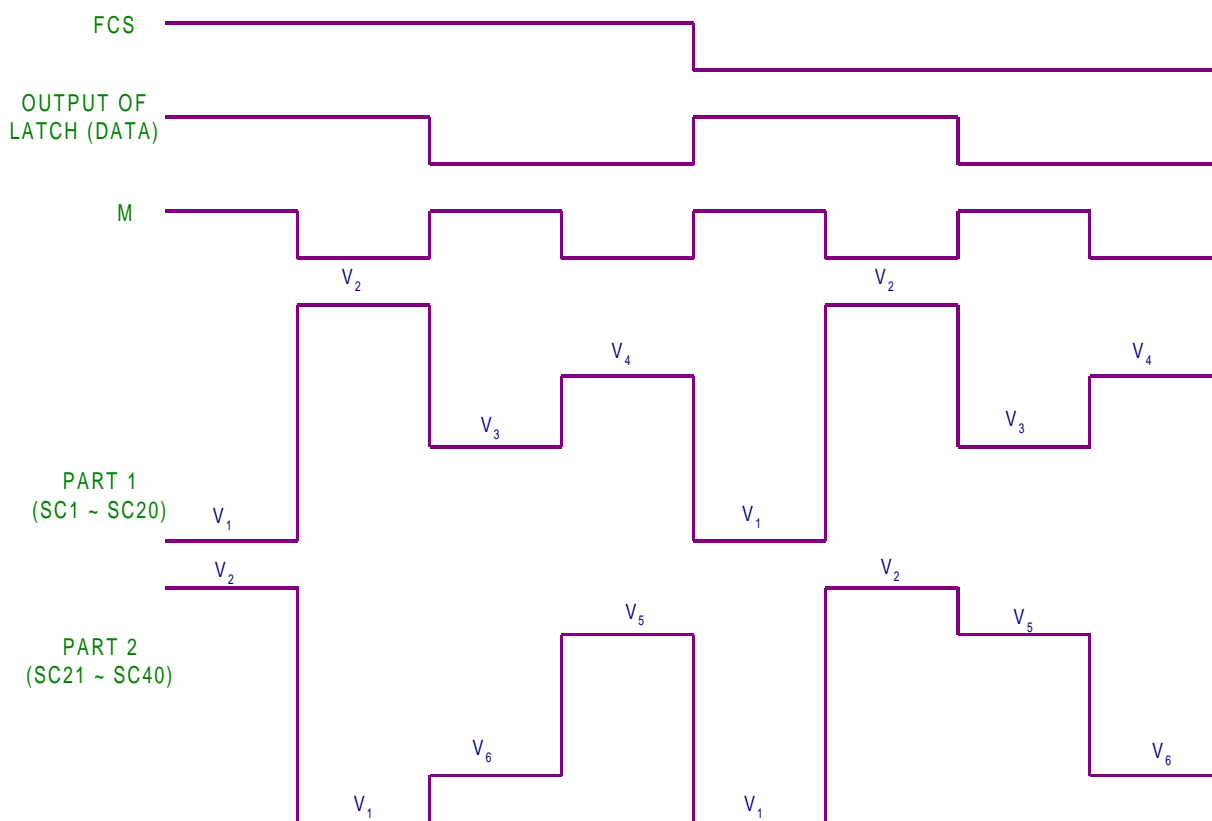 FCS
OUTPUT OF
LATCH (DATA)
M
V2
V2
V4
V4
V3
V3
PART 1
(SC1 ~ SC20)
V1
V1
V2
V2
V5
V5
PART 2
(SC21 ~ SC40)
V6
V6
V1
V1